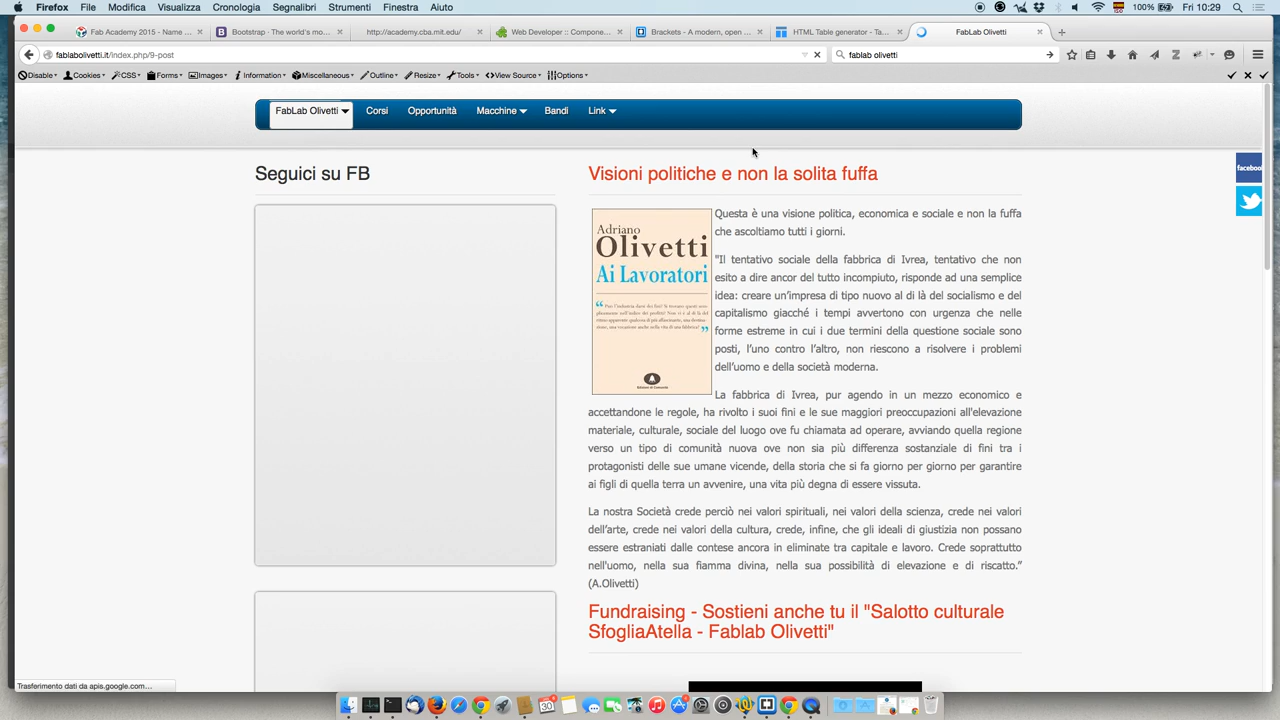 Firefox File Modifica Visualizza Cronologia Segnalibri Strumenti Finestra Aiuto 100% Fri 10:29
Fab Academy 2015 - Name ... Bootstrap · The world's mo... http://academy.cba.mit.edu/ Web Developer :: Compone... Brackets - A modern, open ... HTML Table generator - Ta... FabLab Olivetti
fablabolivetti.it/index.php/9-post fablab olivetti
Disable Cookies CSS Forms Images Information Miscellaneous Outline Resize Tools View Source Options
FabLab Olivetti Corsi Opportunità Macchine Bandi Link
Seguici su FB
facebook
Visioni politiche e non la solita fuffa
Adriano
Olivetti
Ai Lavoratori
Questa è una visione politica, economica e sociale e non la fuffa
che ascoltiamo tutti i giorni.
"Il tentativo sociale della fabbrica di Ivrea, tentativo che non
esito a dire ancor del tutto incompiuto, risponde ad una semplice
idea: creare un’impresa di tipo nuovo al di là del socialismo e del
capitalismo giacché i tempi avvertono con urgenza che nelle
forme estreme in cui i due termini della questione sociale sono
posti, l’uno contro l’altro, non riescono a risolvere i problemi
dell’uomo e della società moderna.
La fabbrica di Ivrea, pur agendo in un mezzo economico e
accettandone le regole, ha rivolto i suoi fini e le sue maggiori preoccupazioni all'elevazione
materiale, culturale, sociale del luogo ove fu chiamata ad operare, avviando quella regione
verso un tipo di comunità nuova ove non sia più differenza sostanziale di fini tra i
protagonisti delle sue umane vicende, della storia che si fa giorno per giorno per garantire
ai figli di quella terra un avvenire, una vita più degna di essere vissuta.
La nostra Società crede perciò nei valori spirituali, nei valori della scienza, crede nei valori
dell’arte, crede nei valori della cultura, crede, infine, che gli ideali di giustizia non possano
essere estraniati dalle contese ancora in eliminate tra capitale e lavoro. Crede soprattutto
nell'uomo, nella sua fiamma divina, nella sua possibilità di elevazione e di riscatto.”
(A.Olivetti)
Fundraising - Sostieni anche tu il "Salotto culturale
SfogliaAtella - Fablab Olivetti"
Trasferimento dati da apis.google.com...
30